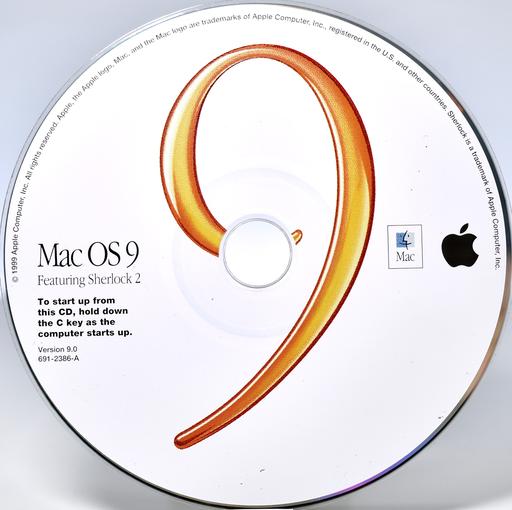 © 1999 Apple Computer, Inc. All rights reserved. Apple, the Apple logo, Mac, and the Mac logo are trademarks of Apple Computer, Inc., registered in the U.S. and other countries. Sherlock is a trademark of Apple Computer, Inc.
9
Mac OS 9
Featuring Sherlock 2
To start up from
this CD, hold down
the C key as the
computer starts up.
Version 9.0
691-2386-A
Mac